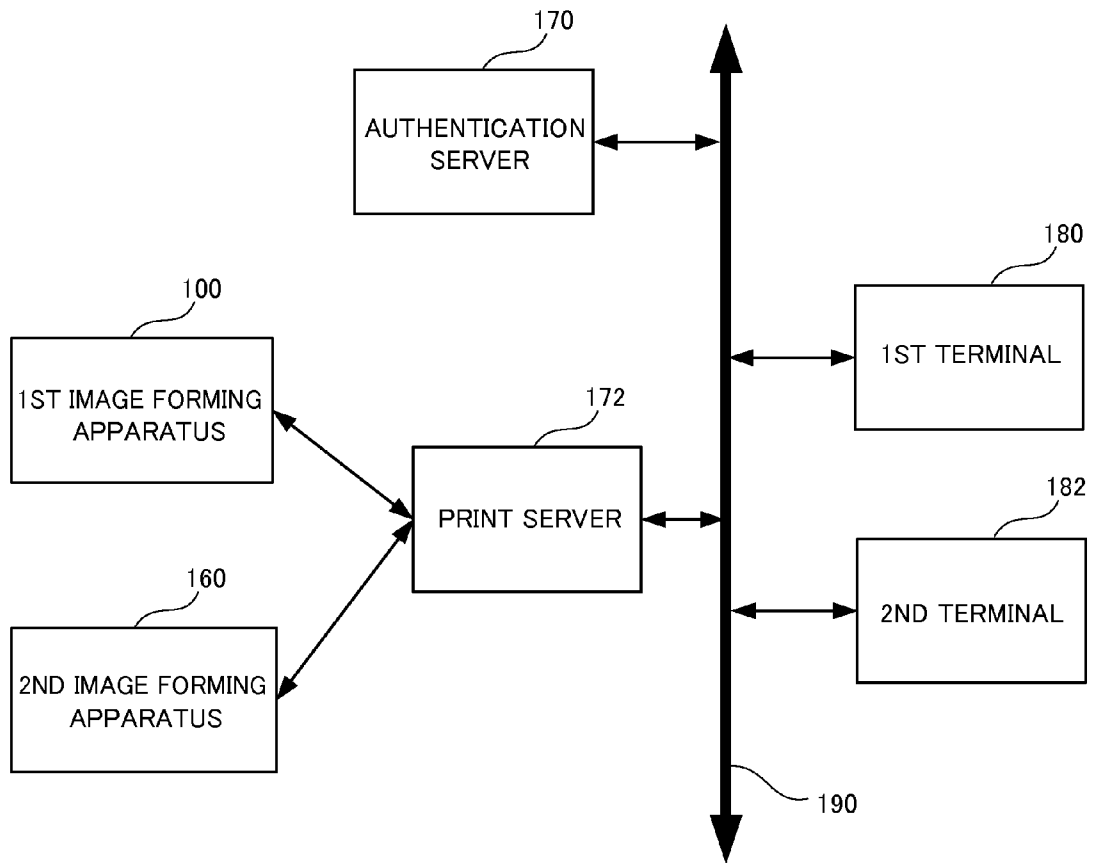 170
AUTHENTICATION
SERVER
180
1ST TERMINAL
100
1ST IMAGE FORMING
APPARATUS
172
PRINT SERVER
182
2ND TERMINAL
160
2ND IMAGE FORMING
APPARATUS
190